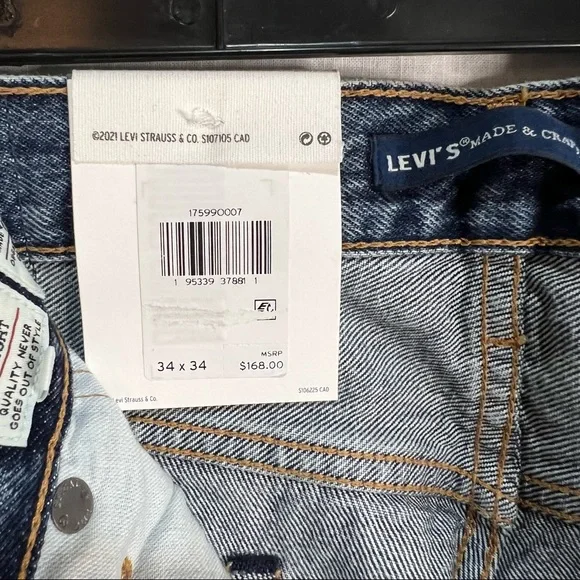 ©2021 LEVI STRAUSS & CO. S107105 CAD
LEVI'S® MADE & CRAF
175990007
1 95339 37881 1
MSRP
34 x 34 $168.00
Levi Strauss & Co. S106225 CAD
QUALITY NEVER
GOES OUT OF STYLE